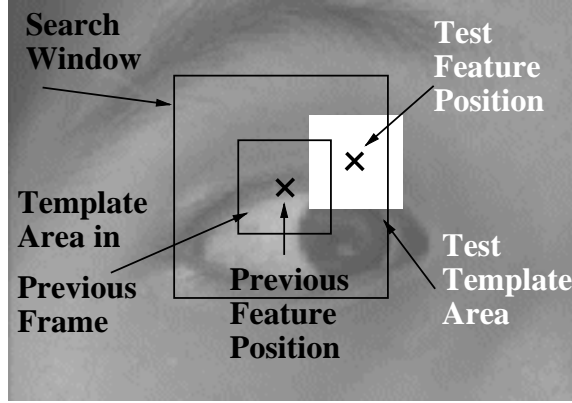 Search
Window
Test
Feature
Position
Template
Area in
Previous
Frame
Previous
Feature
Position
Test
Template
Area